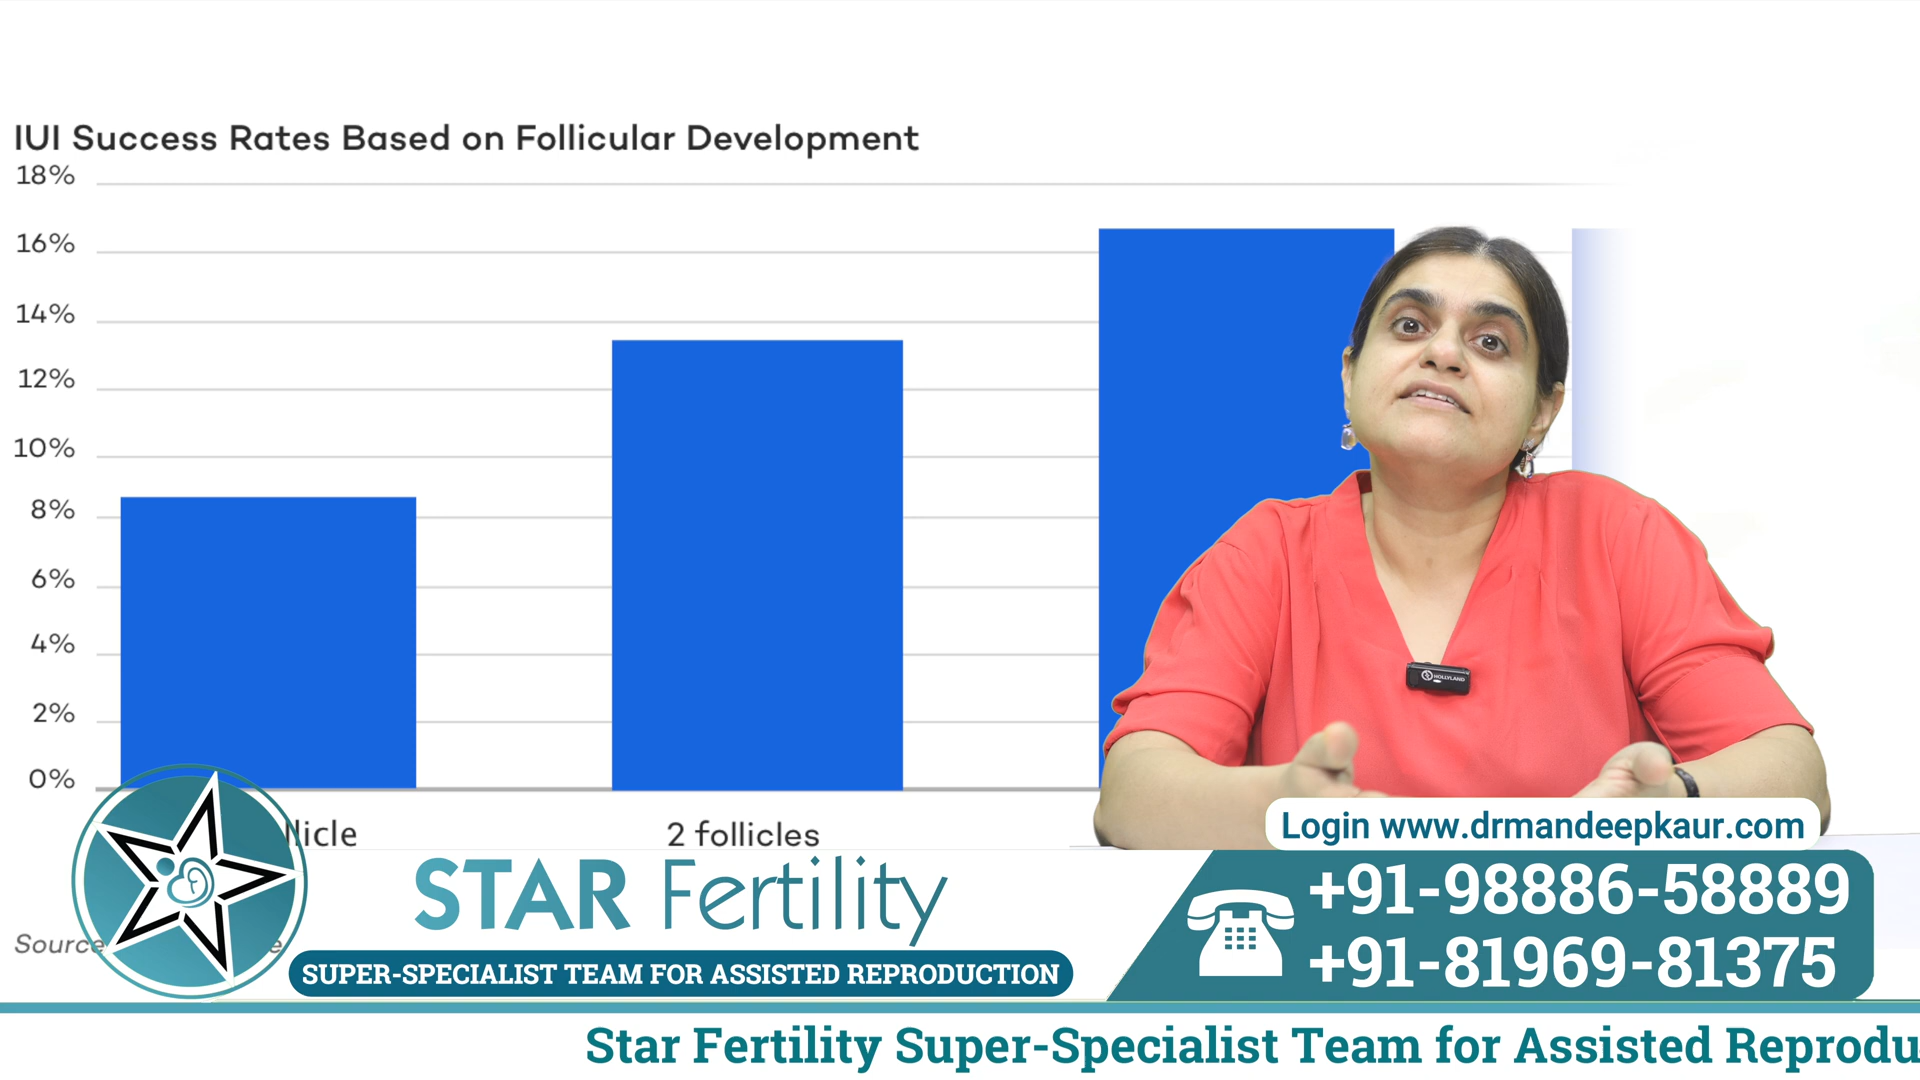 IUI Success Rates Based on Follicular Development
18%
16%
14%
12%
10%
8%
6%
4%
2%
0%
2 follicles
Login www.drmandeepkaur.com
STAR Fertility
SUPER-SPECIALIST TEAM FOR ASSISTED REPRODUCTION
+91-98886-58889
+91-81969-81375
HOLLYLAND
Star Fertility Super-Specialist Team for Assisted